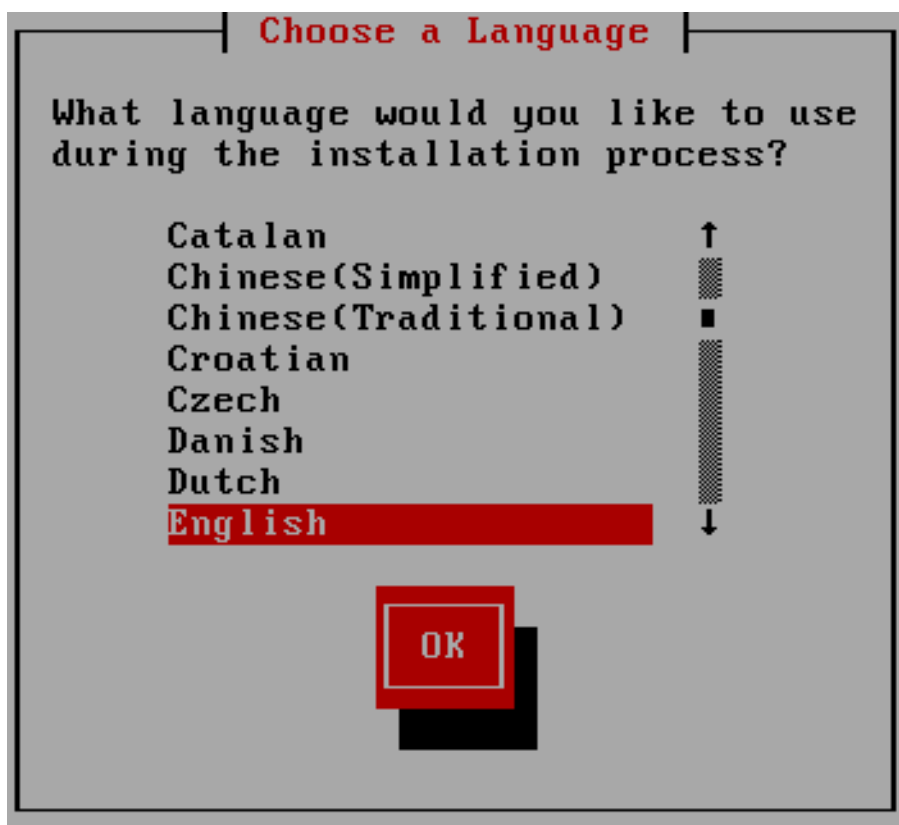 Choose a Language
What language would you like to use
during the installation process?
Catalan
Chinese(Simplified)
Chinese(Traditional)
Croatian
Czech
Danish
Dutch
English
OK